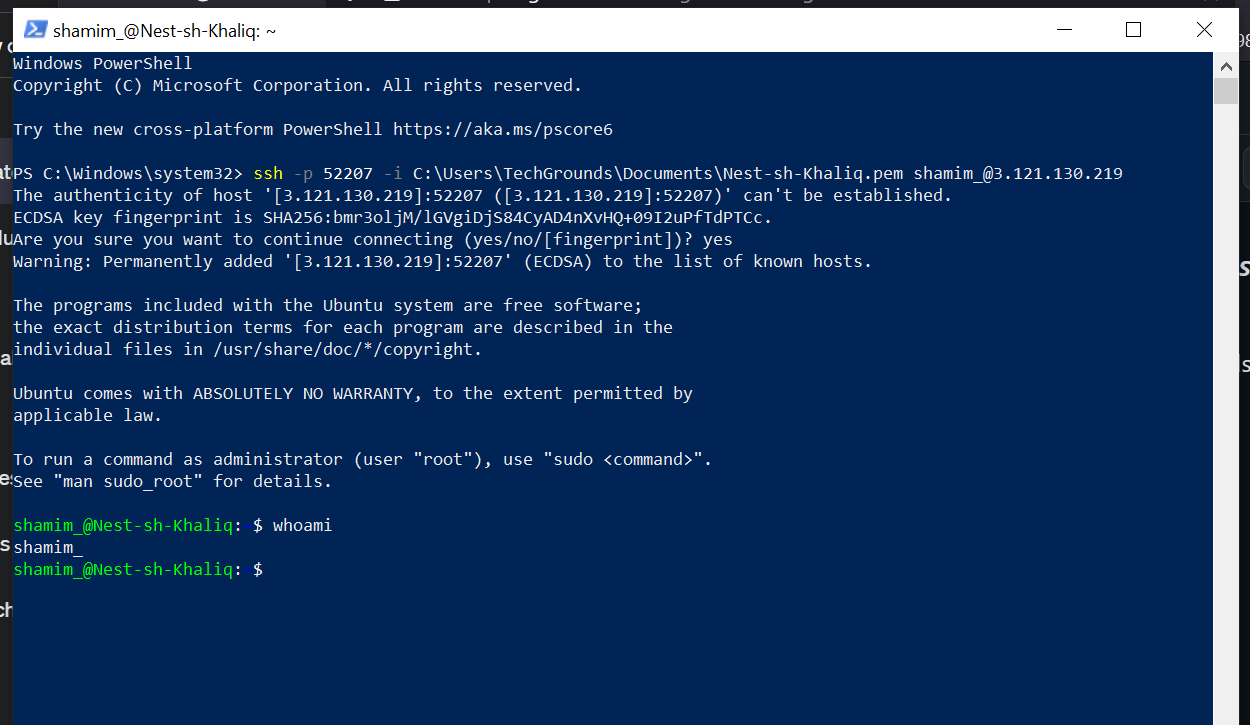 shamim_@Nest-sh-Khaliq: ~
Windows PowerShell
Copyright (C) Microsoft Corporation. All rights reserved.
Try the new cross-platform PowerShell https://aka.ms/pscore6
PS C:\Windows\system32> ssh -p 52207 -i C:\Users\TechGrounds\Documents\Nest-sh-Khaliq.pem shamim_@3.121.130.219
The authenticity of host '[3.121.130.219]:52207 ([3.121.130.219]:52207)' can't be established.
ECDSA key fingerprint is SHA256:bmr3oljM/lGVgiDjS84CyAD4nXvHQ+09I2uPfTdPTCc.
Are you sure you want to continue connecting (yes/no/[fingerprint])? yes
Warning: Permanently added '[3.121.130.219]:52207' (ECDSA) to the list of known hosts.
The programs included with the Ubuntu system are free software;
the exact distribution terms for each program are described in the
individual files in /usr/share/doc/*/copyright.
Ubuntu comes with ABSOLUTELY NO WARRANTY, to the extent permitted by
applicable law.
To run a command as administrator (user "root"), use "sudo <command>".
See "man sudo_root" for details.
shamim_@Nest-sh-Khaliq:~$ whoami
shamim_
shamim_@Nest-sh-Khaliq:~$